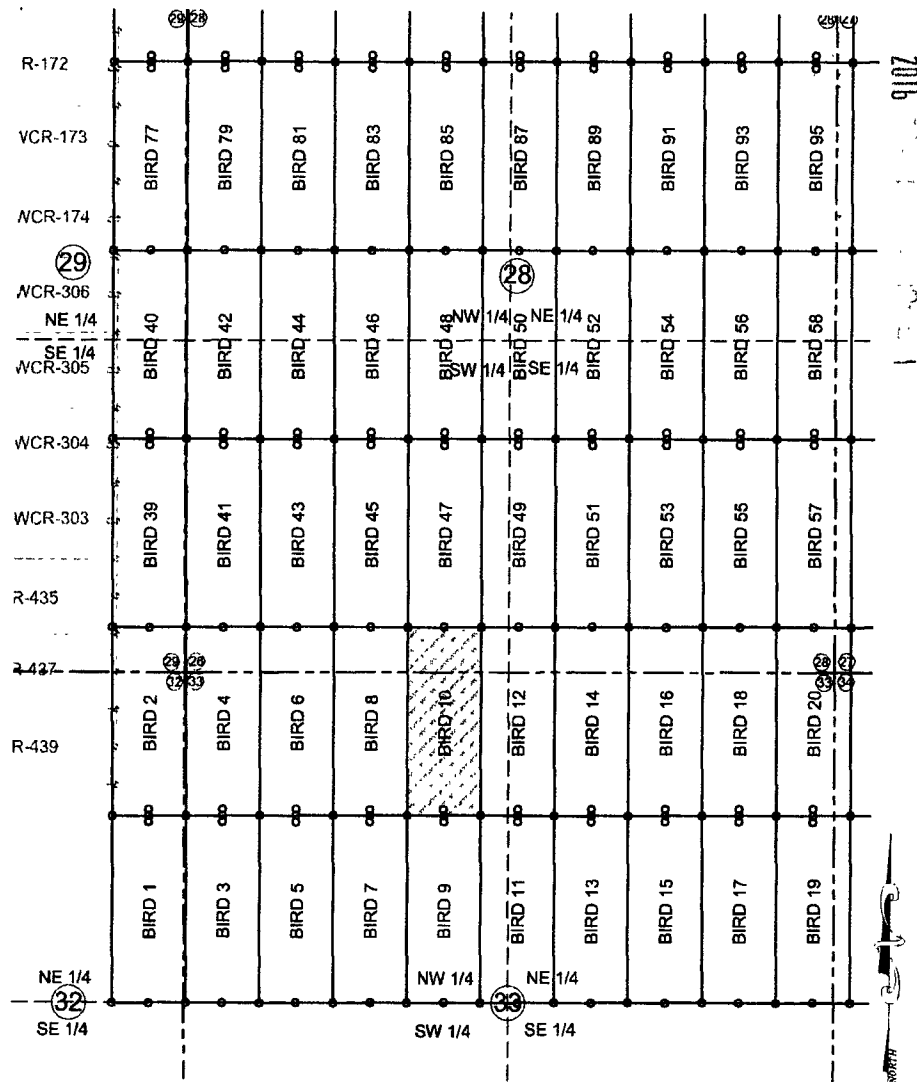 29 28
28 27
R-172
2016
VCR-173
BIRD 77 BIRD 79 BIRD 81 BIRD 83 BIRD 85 BIRD 87 BIRD 89 BIRD 91 BIRD 93 BIRD 95
WCR-174
29
28
WCR-306
NE 1/4
NW 1/4 NE 1/4
BIRD 40 BIRD 42 BIRD 44 BIRD 46 BIRD 48 BIRD 50 BIRD 52 BIRD 54 BIRD 56 BIRD 58
SE 1/4
SW 1/4 SE 1/4
WCR-305
WCR-304
WCR-303
BIRD 39 BIRD 41 BIRD 43 BIRD 45 BIRD 47 BIRD 49 BIRD 51 BIRD 53 BIRD 55 BIRD 57
R-435
R-437
29 28
28 27
32 33
33 34
BIRD 2 BIRD 4 BIRD 6 BIRD 8 BIRD 10 BIRD 12 BIRD 14 BIRD 16 BIRD 18 BIRD 20
R-439
BIRD 1 BIRD 3 BIRD 5 BIRD 7 BIRD 9 BIRD 11 BIRD 13 BIRD 15 BIRD 17 BIRD 19
NE 1/4
NW 1/4 NE 1/4
32
33
SE 1/4
SW 1/4 SE 1/4
NORTH